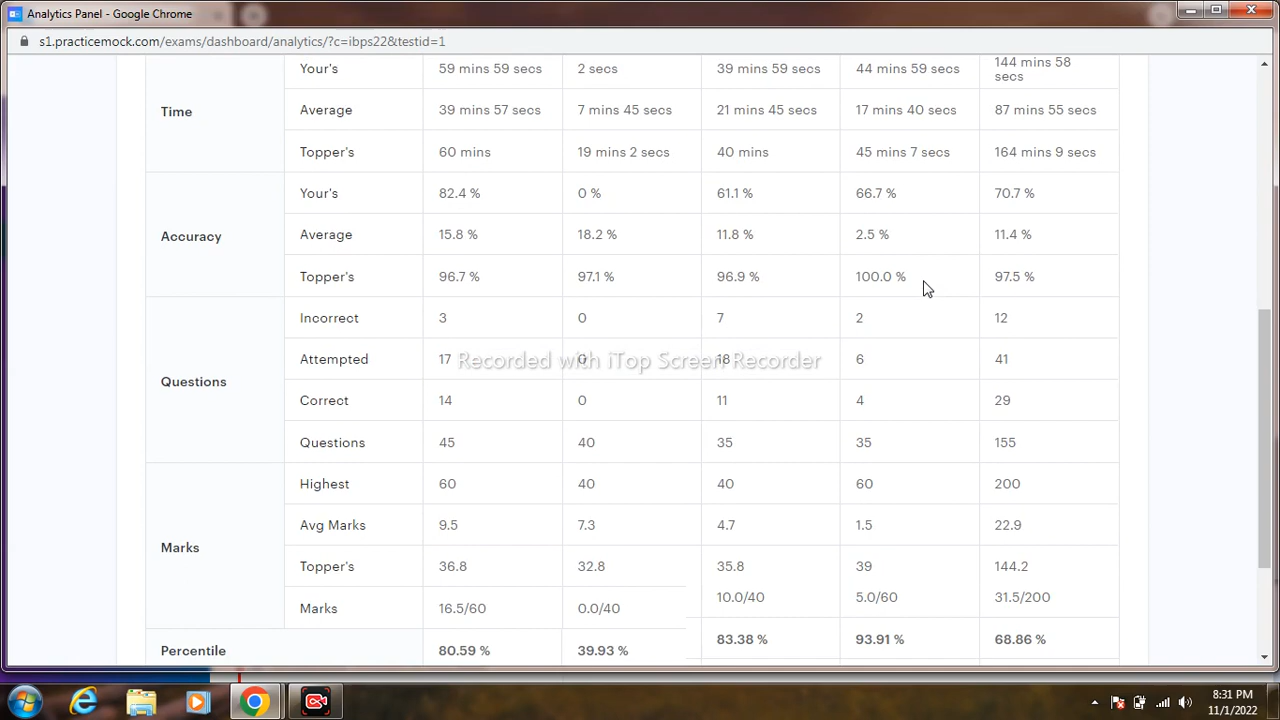 Analytics Panel - Google Chrome
s1.practicemock.com/exams/dashboard/analytics/?c=ibps22&testid=1
Your's 59 mins 59 secs 2 secs 39 mins 59 secs 44 mins 59 secs 144 mins 58 secs
Time Average 39 mins 57 secs 7 mins 45 secs 21 mins 45 secs 17 mins 40 secs 87 mins 55 secs
Topper's 60 mins 19 mins 2 secs 40 mins 45 mins 7 secs 164 mins 9 secs
Your's 82.4 % 0 % 61.1 % 66.7 % 70.7 %
Accuracy Average 15.8 % 18.2 % 11.8 % 2.5 % 11.4 %
Topper's 96.7 % 97.1 % 96.9 % 100.0 % 97.5 %
Incorrect 3 0 7 2 12
Attempted 17 0 18 6 41
Recorded with iTop Screen Recorder
Questions
Correct 14 0 11 4 29
Questions 45 40 35 35 155
Highest 60 40 40 60 200
Avg Marks 9.5 7.3 4.7 1.5 22.9
Marks
Topper's 36.8 32.8 35.8 39 144.2
Marks 16.5/60 0.0/40 10.0/40 5.0/60 31.5/200
Percentile 80.59 % 39.93 % 83.38 % 93.91 % 68.86 %
8:31 PM
11/1/2022